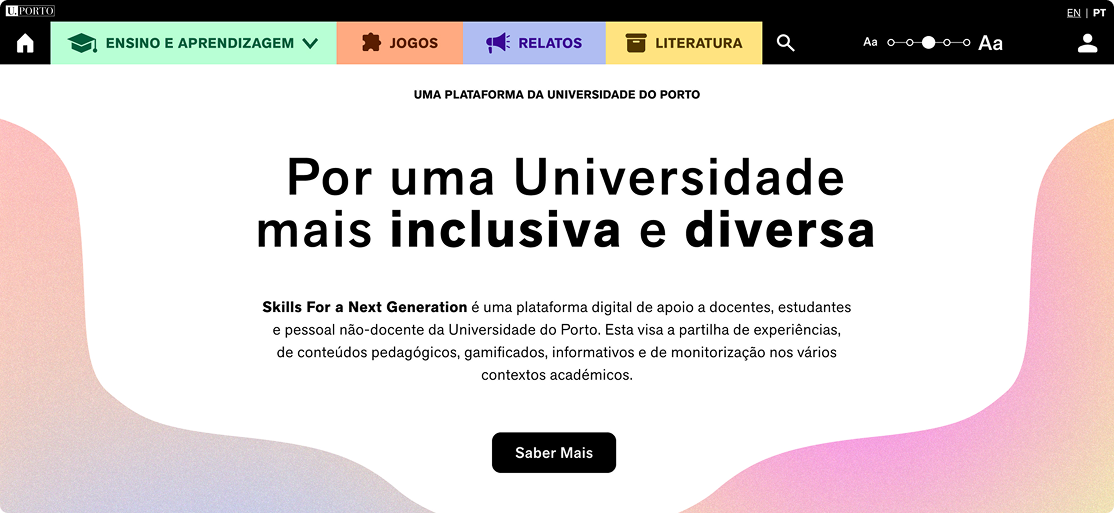 U. PORTO
EN | PT
ENSINO E APRENDIZAGEM
JOGOS
RELATOS
LITERATURA
Aa
Aa
UMA PLATAFORMA DA UNIVERSIDADE DO PORTO
Por uma Universidade
mais inclusiva e diversa
Skills For a Next Generation é uma plataforma digital de apoio a docentes, estudantes
e pessoal não-docente da Universidade do Porto. Esta visa a partilha de experiências,
de conteúdos pedagógicos, gamificados, informativos e de monitorização nos vários
contextos académicos.
Saber Mais